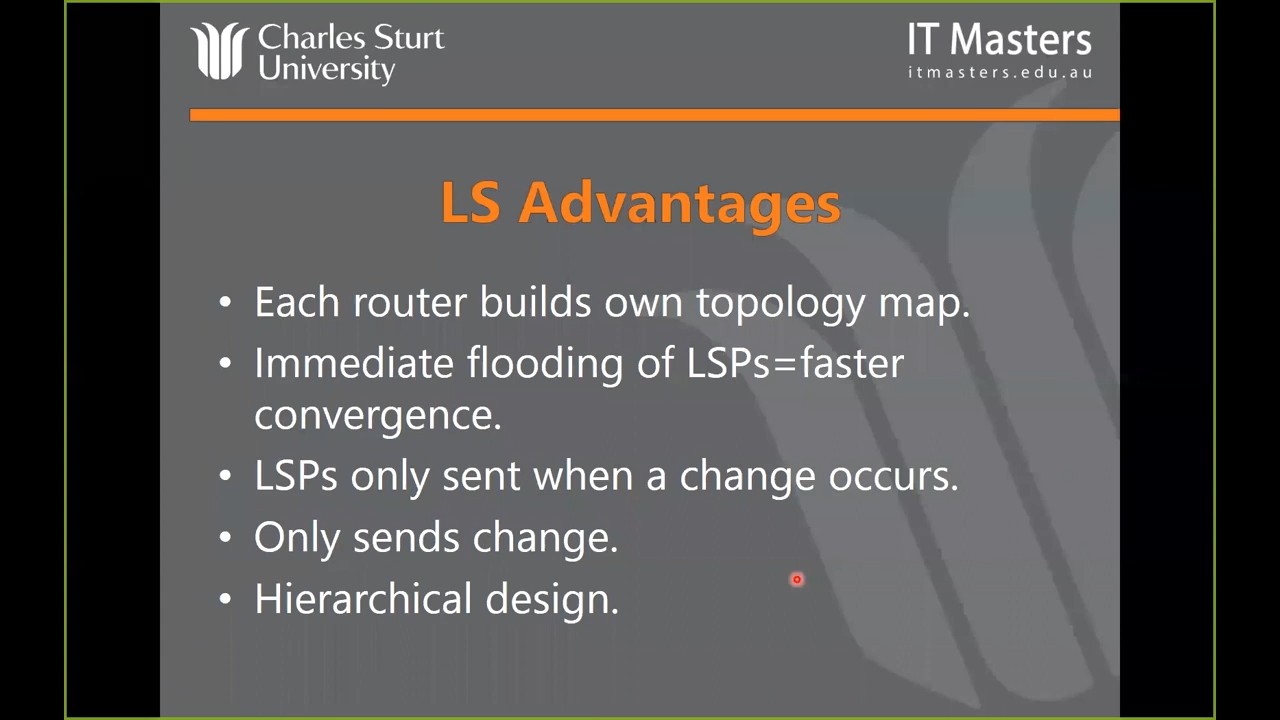 Charles Sturt
University
IT Masters
itmasters.edu.au
LS Advantages
• Each router builds own topology map.
• Immediate flooding of LSPs=faster
convergence.
• LSPs only sent when a change occurs.
• Only sends change.
• Hierarchical design.